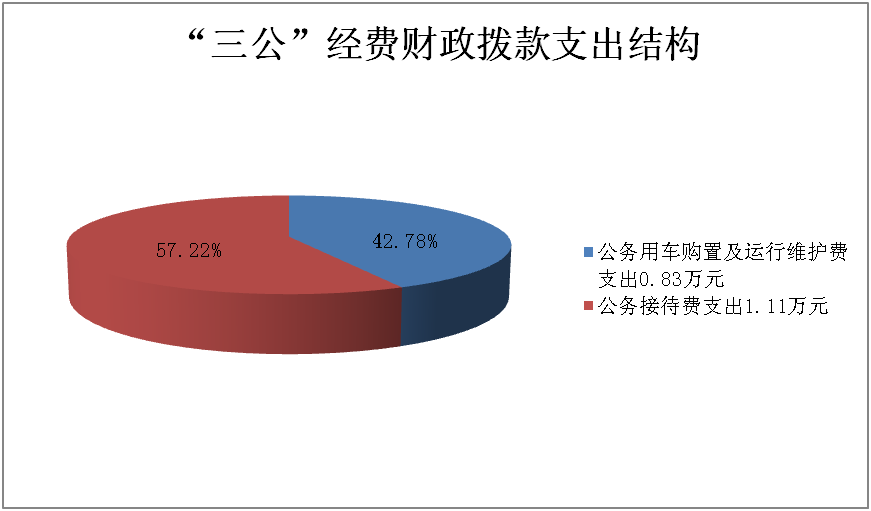 “三公”经费财政拨款支出结构
57.22%
42.78%
公务用车购置及运行维护费
支出0.83万元
公务接待费支出1.11万元